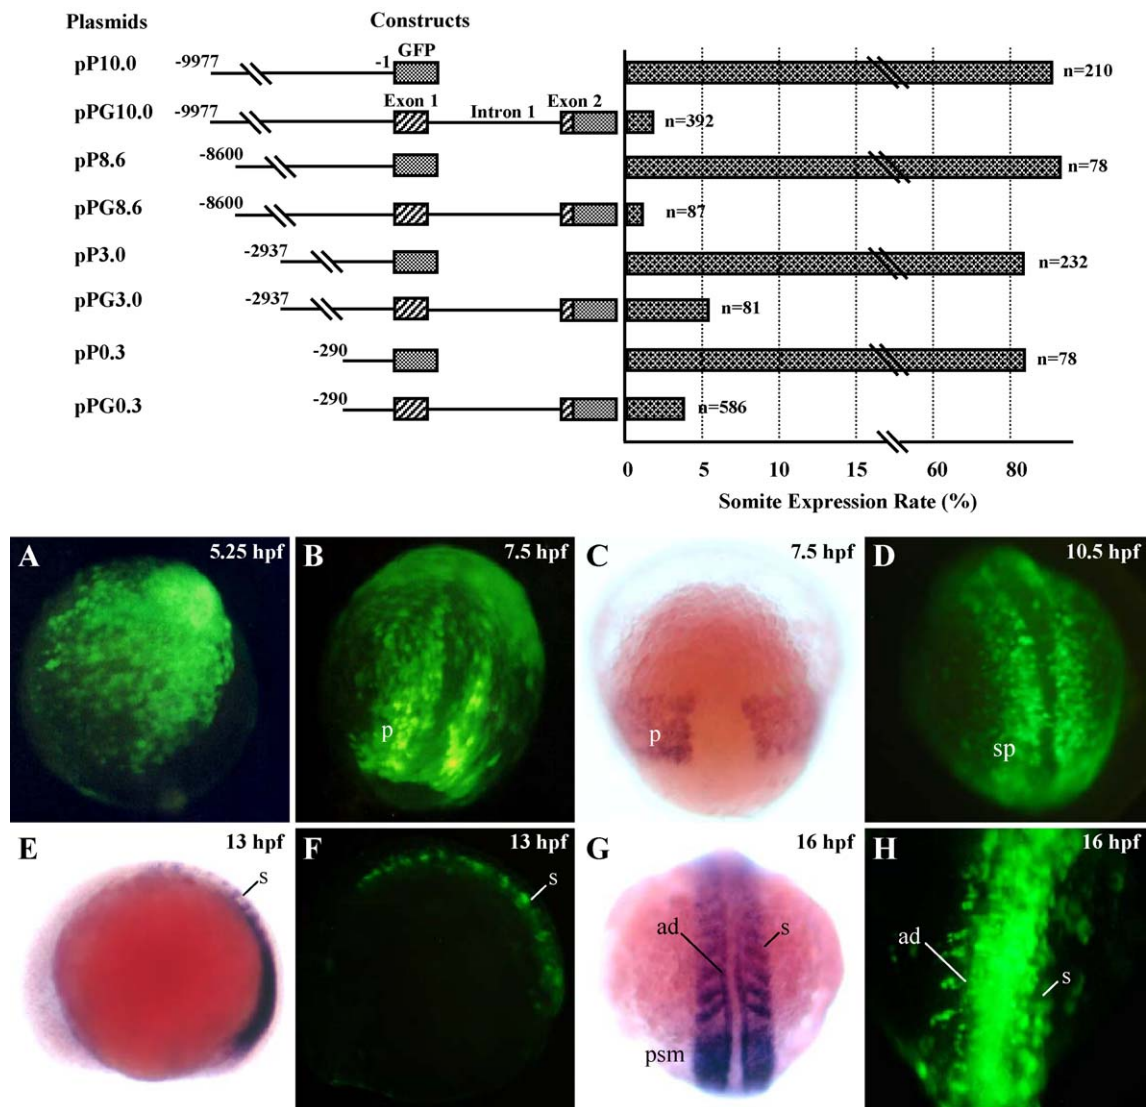 Plasmids Constructs
GFP
pP10.0 -9977 -1 n=210
Exon 1 Intron 1 Exon 2
pPG10.0 -9977 n=392
pP8.6 -8600 n=78
pPG8.6 -8600 n=87
pP3.0 -2937 n=232
pPG3.0 -2937 n=81
pP0.3 -290 n=78
pPG0.3 -290 n=586
0 5 10 15 60 80
Somite Expression Rate (%)
A 5.25 hpf B 7.5 hpf C 7.5 hpf D 10.5 hpf
p p sp
E 13 hpf F 13 hpf G 16 hpf H 16 hpf
s s ad s ad s
psm